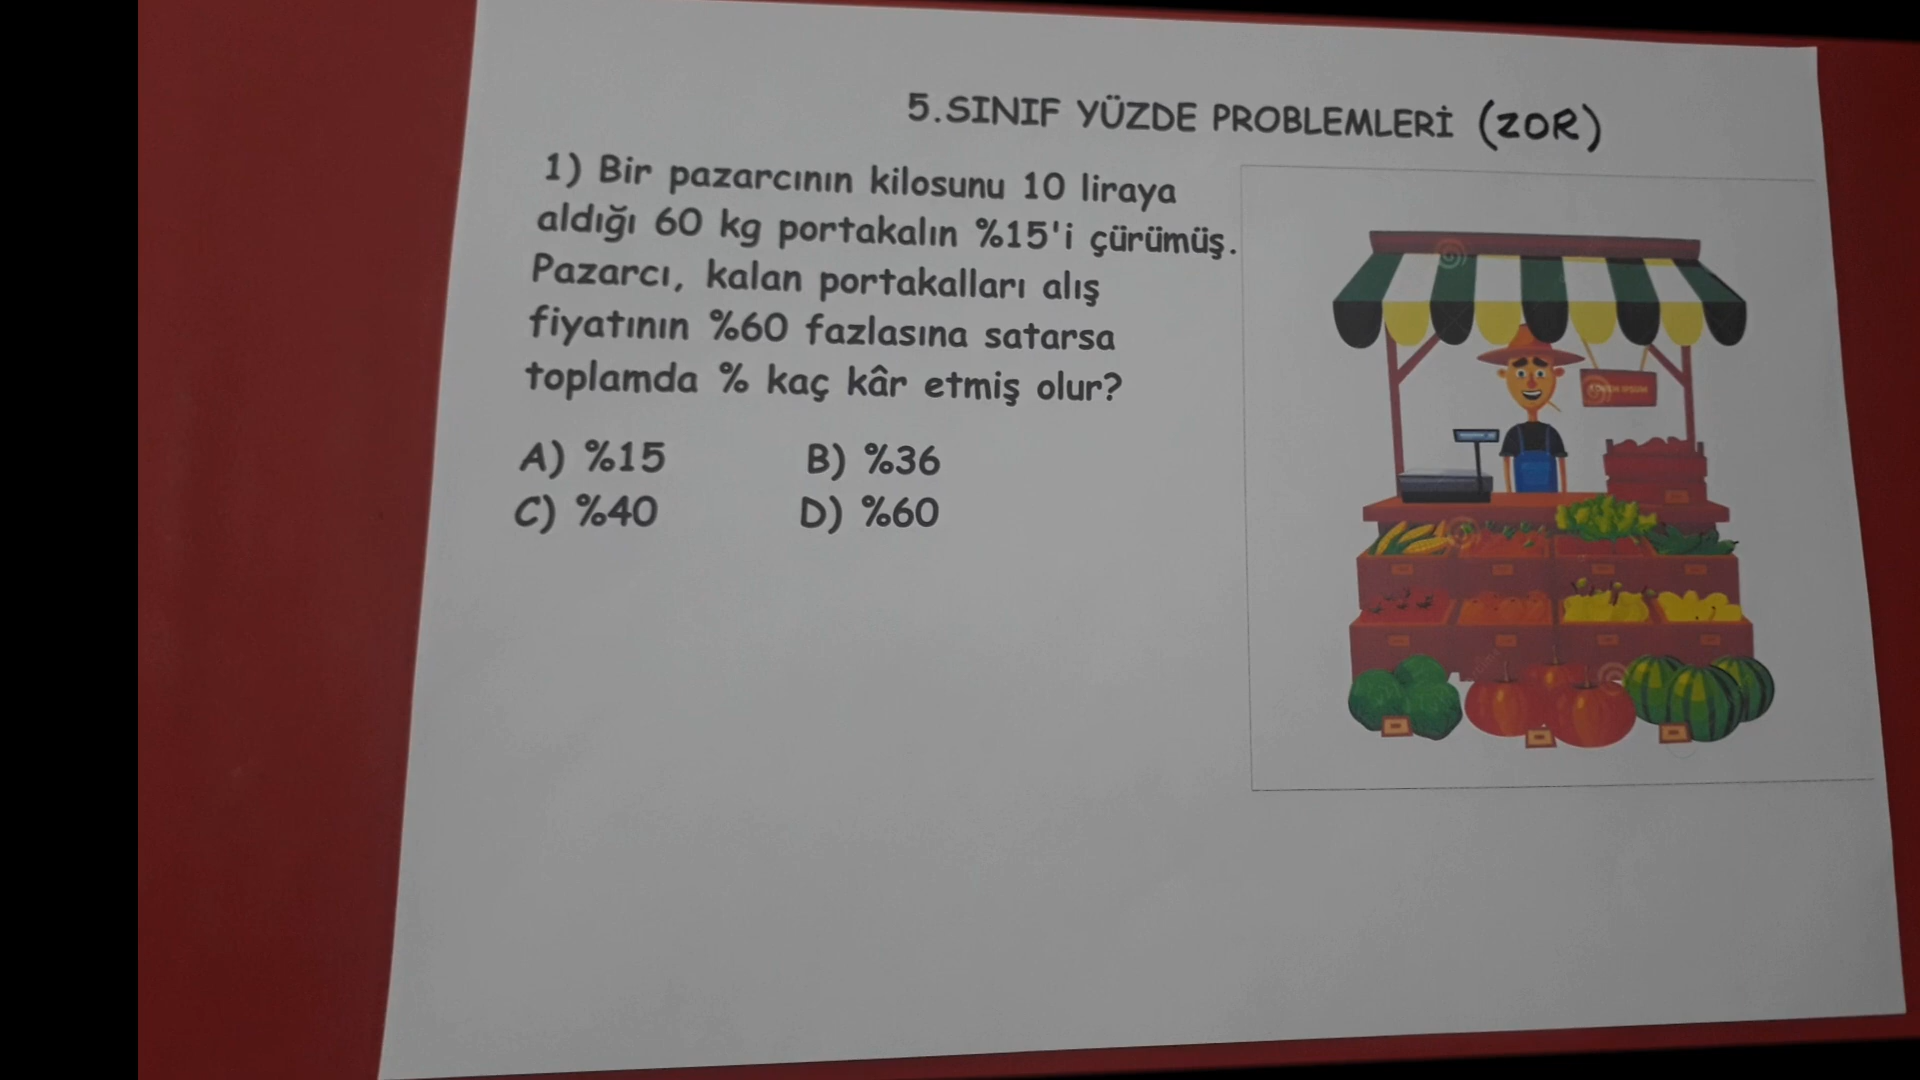 5.SINIF YÜZDE PROBLEMLERİ (ZOR)
1) Bir pazarcının kilosunu 10 liraya
aldığı 60 kg portakalın %15'i çürümüş.
Pazarcı, kalan portakalları alış
fiyatının %60 fazlasına satarsa
toplamda % kaç kâr etmiş olur?
A) %15 B) %36
C) %40 D) %60